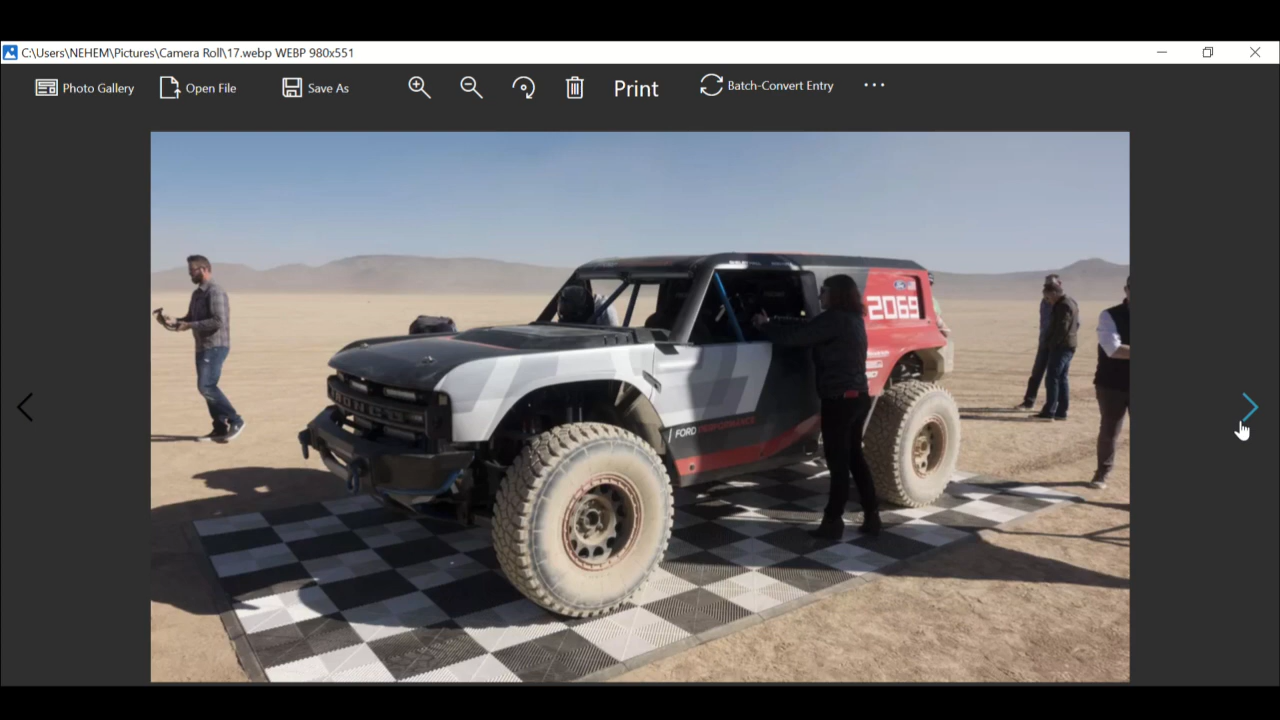 C:\Users\NEHEM\Pictures\Camera Roll\17.webp WEBP 980x551
Photo Gallery
Open File
Save As
Print
Batch-Convert Entry
2069
BRONCO
FORD PERFORMANCE